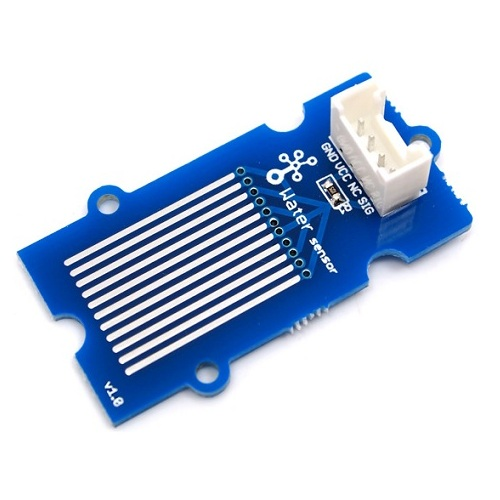 GND VCC NC SIG
Water
sensor
v1.0